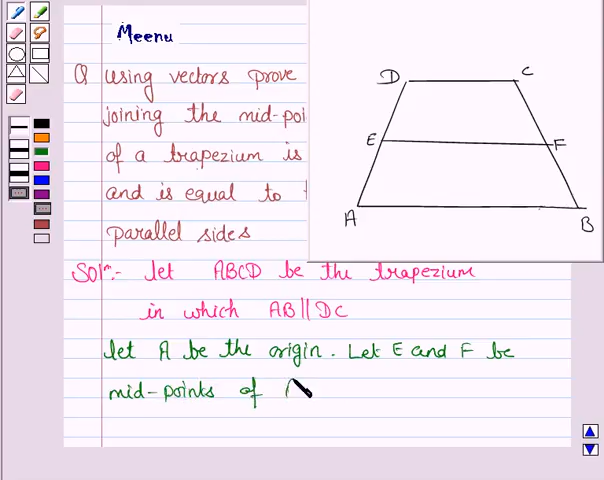 Meenu
Q using vectors prove
joining the mid-poi
of a trapezium is
and is equal to
parallel sides
D C
E F
A B
Solⁿ:- let ABCD be the trapezium
in which AB||DC
let A be the origin. Let E and F be
mid-points of